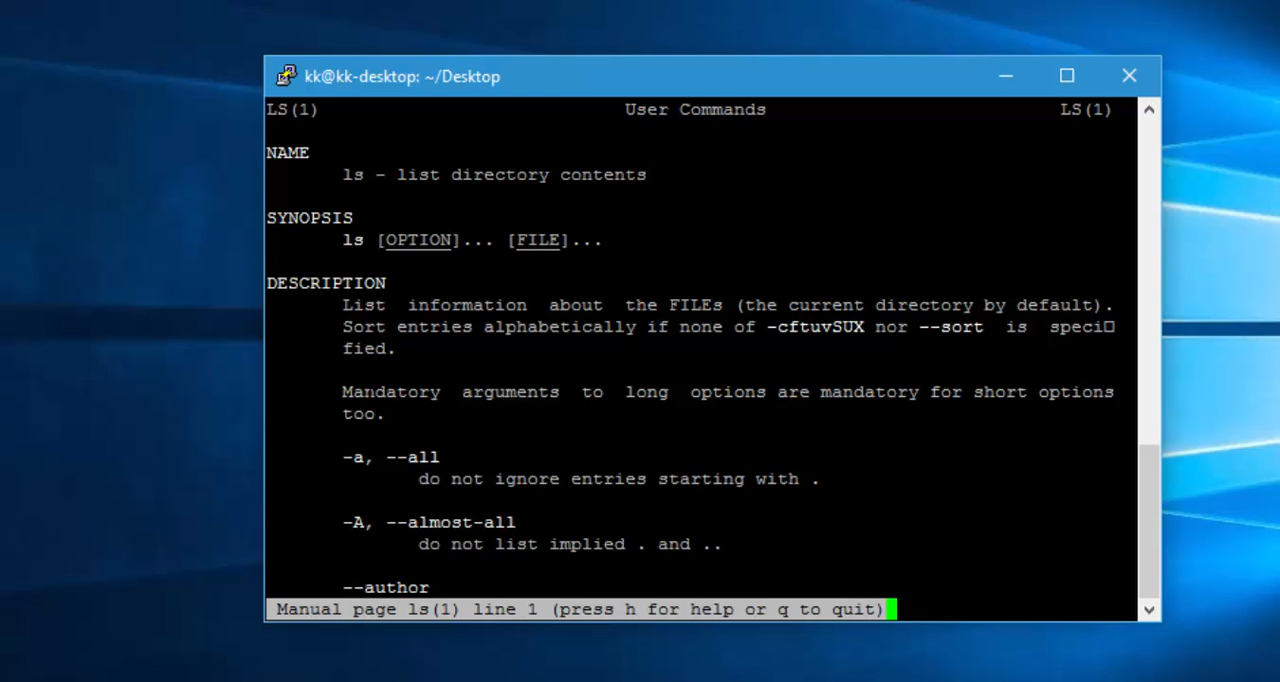 kk@kk-desktop: ~/Desktop
LS(1) User Commands LS(1)
NAME
ls - list directory contents
SYNOPSIS
ls [OPTION]... [FILE]...
DESCRIPTION
List information about the FILEs (the current directory by default).
Sort entries alphabetically if none of -cftuvSUX nor --sort is speci□
fied.
Mandatory arguments to long options are mandatory for short options
too.
-a, --all
do not ignore entries starting with .
-A, --almost-all
do not list implied . and ..
--author
Manual page ls(1) line 1 (press h for help or q to quit)